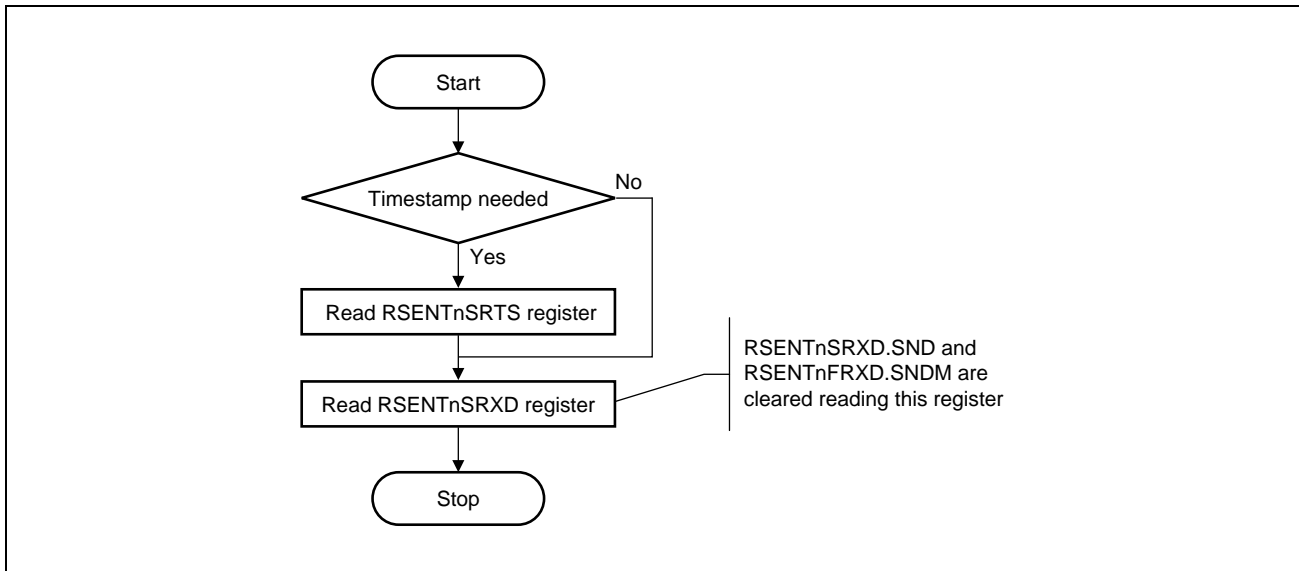 Start
Timestamp needed
No
Yes
Read RSENTnSRTS register
RSENTnSRXD.SND and
RSENTnFRXD.SNDM are
cleared reading this register
Read RSENTnSRXD register
Stop